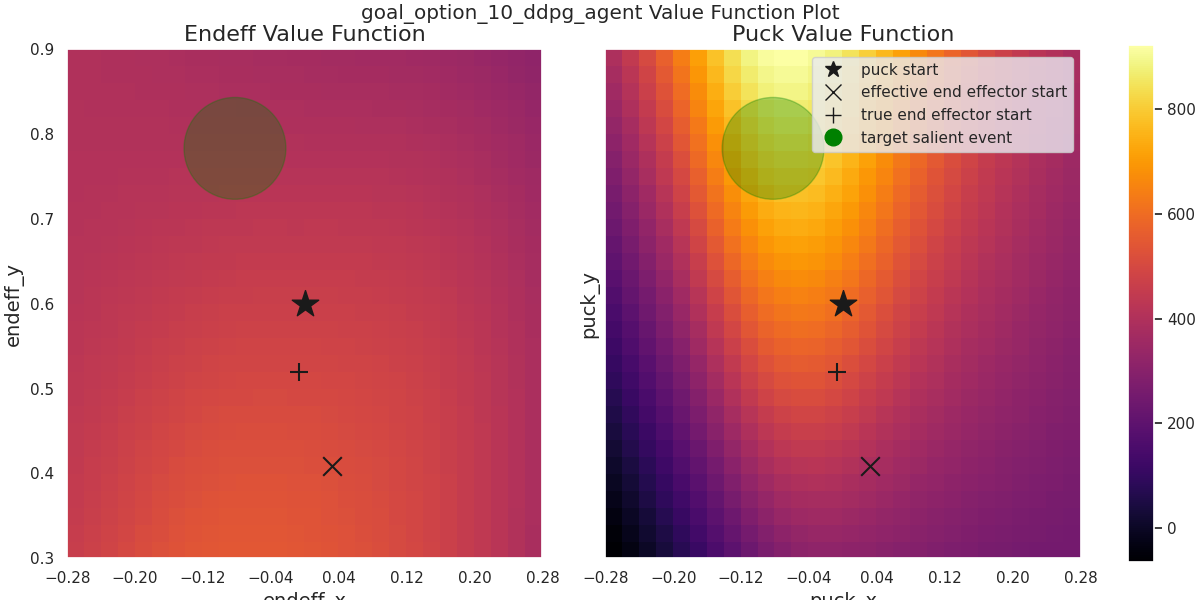 goal_option_10_ddpg_agent Value Function Plot
Endeff Value Function
Puck Value Function
puck start
effective end effector start
true end effector start
target salient event
endeff_y
0.9
0.8
0.7
0.6
0.5
0.4
0.3
−0.28 −0.20 −0.12 −0.04 0.04 0.12 0.20 0.28
endeff_x
puck_y
−0.28 −0.20 −0.12 −0.04 0.04 0.12 0.20 0.28
puck_x
800
600
400
200
0